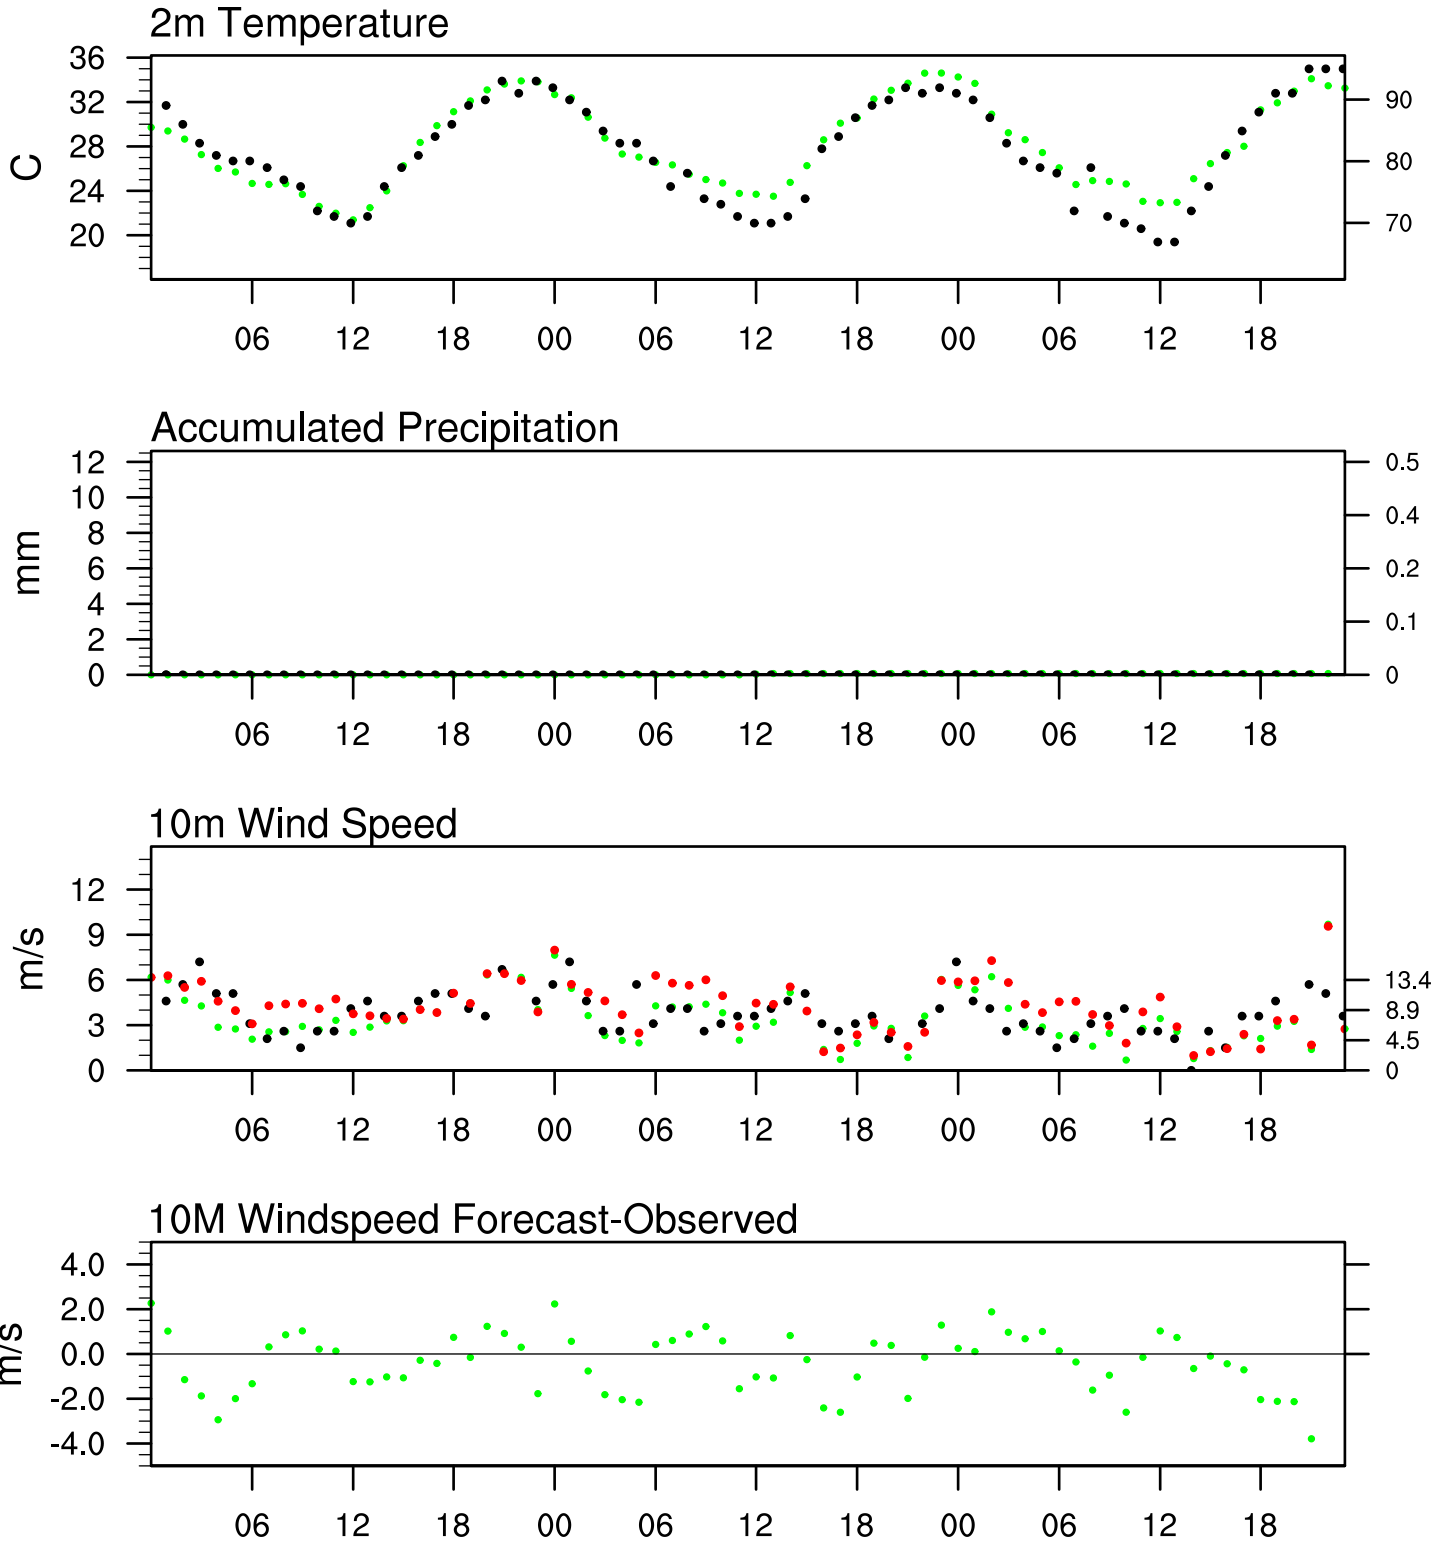 2m Temperature
36
32
28
24
20
C
90
80
70
06 12 18 00 06 12 18 00 06 12 18
Accumulated Precipitation
12
10
8
6
4
2
0
mm
0.5
0.4
0.2
0.1
0
06 12 18 00 06 12 18 00 06 12 18
10m Wind Speed
12
9
6
3
0
m/s
13.4
8.9
4.5
0
06 12 18 00 06 12 18 00 06 12 18
10M Windspeed Forecast-Observed
4.0
2.0
0.0
-2.0
-4.0
m/s
06 12 18 00 06 12 18 00 06 12 18